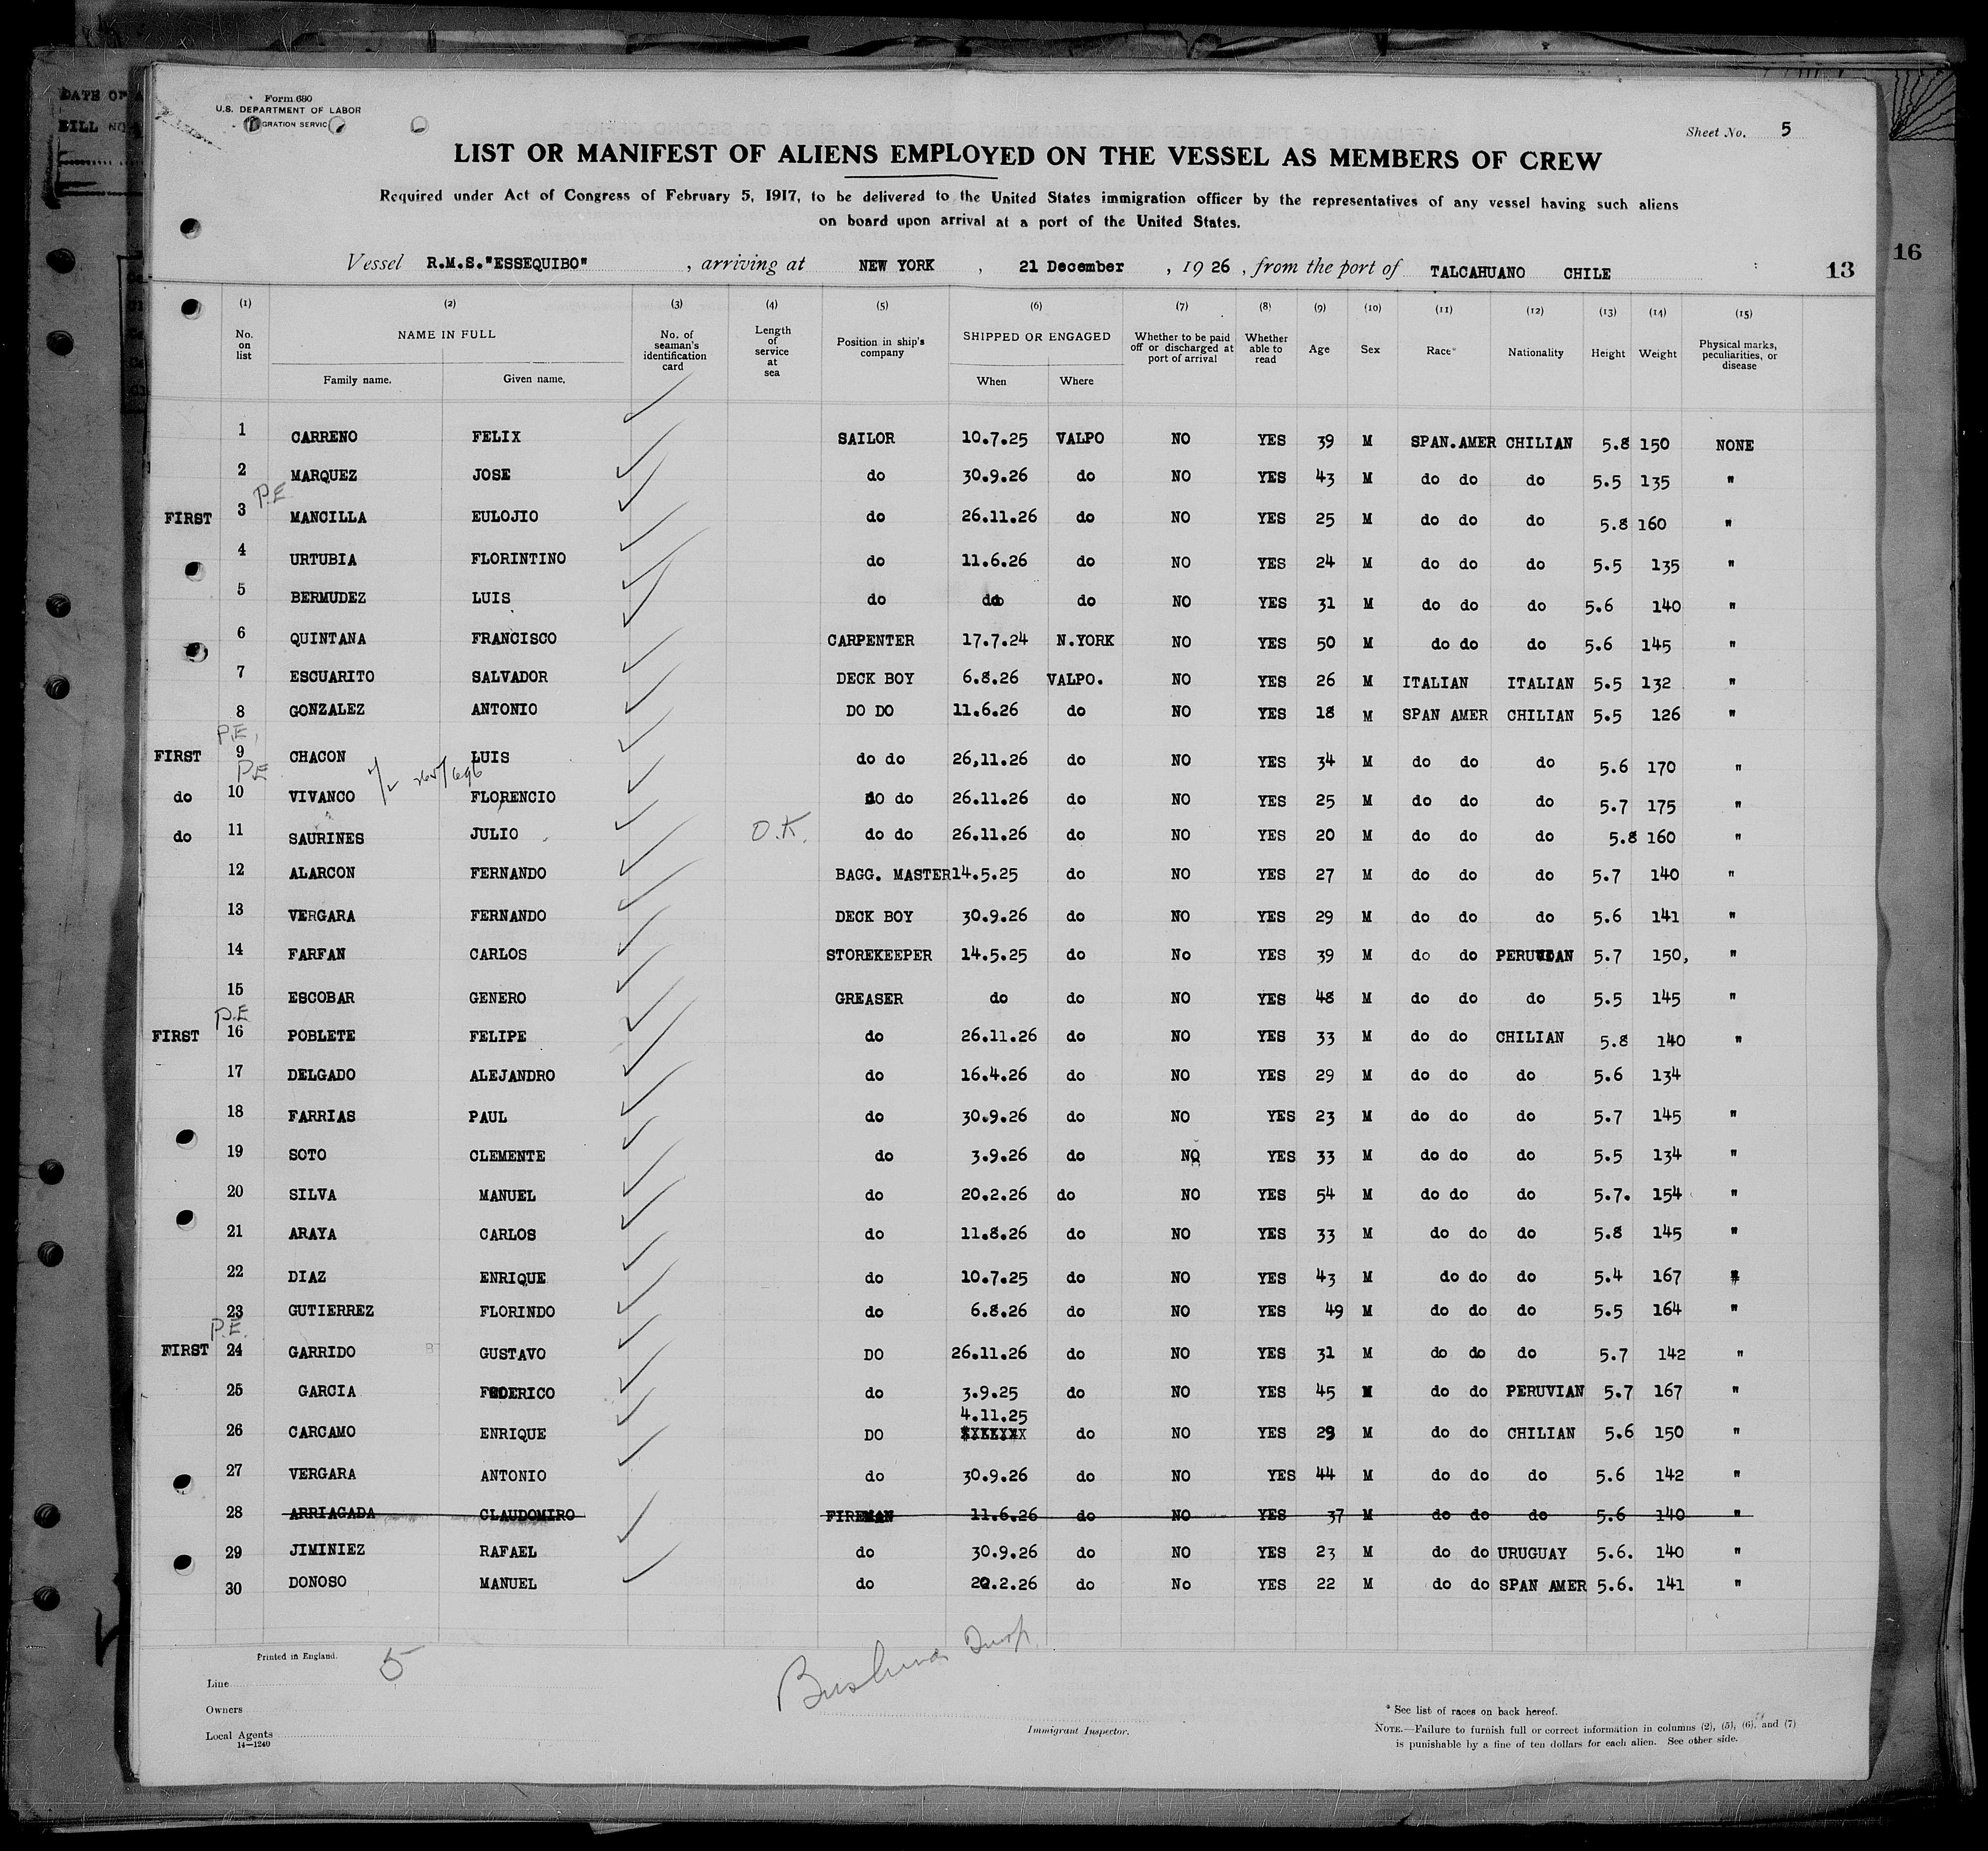 DATE OF A
BILL NO
Form 680
U.S. DEPARTMENT OF LABOR
IGRATION SERVIC
Sheet No. 5
LIST OR MANIFEST OF ALIENS EMPLOYED ON THE VESSEL AS MEMBERS OF CREW
Required under Act of Congress of February 5, 1917, to be delivered to the United States immigration officer by the representatives of any vessel having such aliens
on board upon arrival at a port of the United States.
Vessel R.M.S."ESSEQUIBO" , arriving at NEW YORK , 21 December , 1926 , from the port of TALCAHUANO CHILE
13
16
(1) (2) (3) (4) (5) (6) (7) (8) (9) (10) (11) (12) (13) (14) (15)
No. on list NAME IN FULL Family name. Given name. No. of seaman's identification card Length of service at sea Position in ship's company SHIPPED OR ENGAGED When Where Whether to be paid off or discharged at port of arrival Whether able to read Age Sex Race* Nationality Height Weight Physical marks, peculiarities, or disease
1 CARRENO FELIX SAILOR 10.7.25 VALPO NO YES 39 M SPAN.AMER CHILIAN 5.8 150 NONE
2 MARQUEZ JOSE do 30.9.26 do NO YES 43 M do do do 5.5 135 "
P.E
FIRST 3 MANCILLA EULOJIO do 26.11.26 do NO YES 25 M do do do 5.8 160 "
4 URTUBIA FLORINTINO do 11.6.26 do NO YES 24 M do do do 5.5 135 "
5 BERMUDEZ LUIS do do do NO YES 31 M do do do 5.6 140 "
6 QUINTANA FRANCISCO CARPENTER 17.7.24 N.YORK NO YES 50 M do do do 5.6 145 "
7 ESCUARITO SALVADOR DECK BOY 6.8.26 VALPO. NO YES 26 M ITALIAN ITALIAN 5.5 132 "
8 GONZALEZ ANTONIO DO DO 11.6.26 do NO YES 18 M SPAN AMER CHILIAN 5.5 126 "
P.E,
FIRST 9 CHACON LUIS do do 26,11.26 do NO YES 34 M do do do 5.6 170 "
P.E
do 10 VIVANCO FLORENCIO DO do 26.11.26 do NO YES 25 M do do do 5.7 175 "
do 11 SAURINES JULIO O.K. do do 26.11.26 do NO YES 20 M do do do 5.8 160 "
12 ALARCON FERNANDO BAGG. MASTER 14.5.25 do NO YES 27 M do do do 5.7 140 "
13 VERGARA FERNANDO DECK BOY 30.9.26 do NO YES 29 M do do do 5.6 141 "
14 FARFAN CARLOS STOREKEEPER 14.5.25 do No YES 39 M do do PERUVIAN 5.7 150, "
15 ESCOBAR GENERO GREASER do do NO YES 48 M do do do 5.5 145 "
P.E
FIRST 16 POBLETE FELIPE do 26.11.26 do NO YES 33 M do do CHILIAN 5.8 140 "
17 DELGADO ALEJANDRO do 16.4.26 do NO YES 29 M do do do 5.6 134
18 FARRIAS PAUL do 30.9.26 do NO YES 23 M do do do 5.7 145 "
19 SOTO CLEMENTE do 3.9.26 do NO YES 33 M do do do 5.5 134 "
20 SILVA MANUEL do 20.2.26 do NO YES 54 M do do do 5.7. 154 "
21 ARAYA CARLOS do 11.8.26 do NO YES 33 M do do do 5.8 145 "
22 DIAZ ENRIQUE do 10.7.25 do NO YES 43 M do do do 5.4 167 "
23 GUTIERREZ FLORINDO do 6.8.26 do NO YES 49 M do do do 5.5 164 "
P.E.
FIRST 24 GARRIDO GUSTAVO DO 26.11.26 do NO YES 31 M do do do 5.7 142 "
25 GARCIA FEDERICO do 3.9.25 do NO YES 45 M do do PERUVIAN 5.7 167 "
4.11.25
26 CARCAMO ENRIQUE DO do NO YES 29 M do do CHILIAN 5.6 150 "
27 VERGARA ANTONIO do 30.9.26 do NO YES 44 M do do do 5.6 142 "
28 ARRIAGADA CLAUDOMIRO FIREMAN 11.6.26 do NO YES 37 M do do do 5.6 140 "
29 JIMINIEZ RAFAEL do 30.9.26 do NO YES 23 M do do URUGUAY 5.6. 140 "
30 DONOSO MANUEL do 20.2.26 do No YES 22 M do do SPAN AMER 5.6. 141 "
Printed in England. 5
Line
Owners
Local Agents
14—1240
Immigrant Inspector.
* See list of races on back hereof.
NOTE.—Failure to furnish full or correct information in columns (2), (5), (6), and (7)
is punishable by a fine of ten dollars for each alien. See other side.